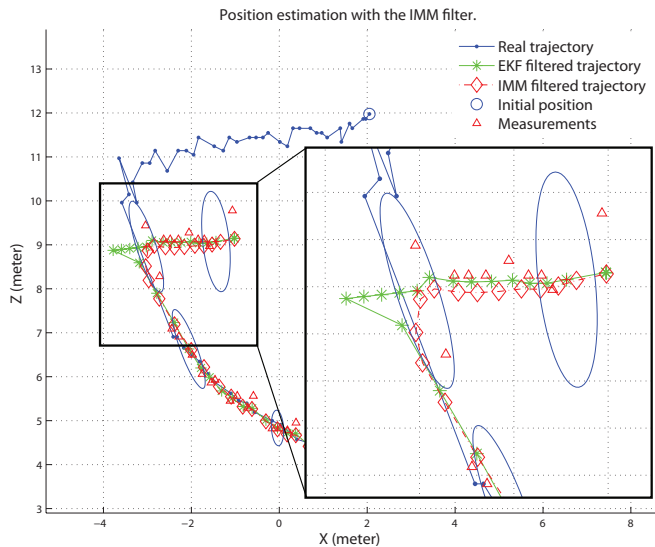 Position estimation with the IMM filter.
Real trajectory
EKF filtered trajectory
IMM filtered trajectory
Initial position
Measurements
13
12
11
10
9
8
7
6
5
4
3
Z (meter)
−4
−2
0
2
4
6
8
X (meter)